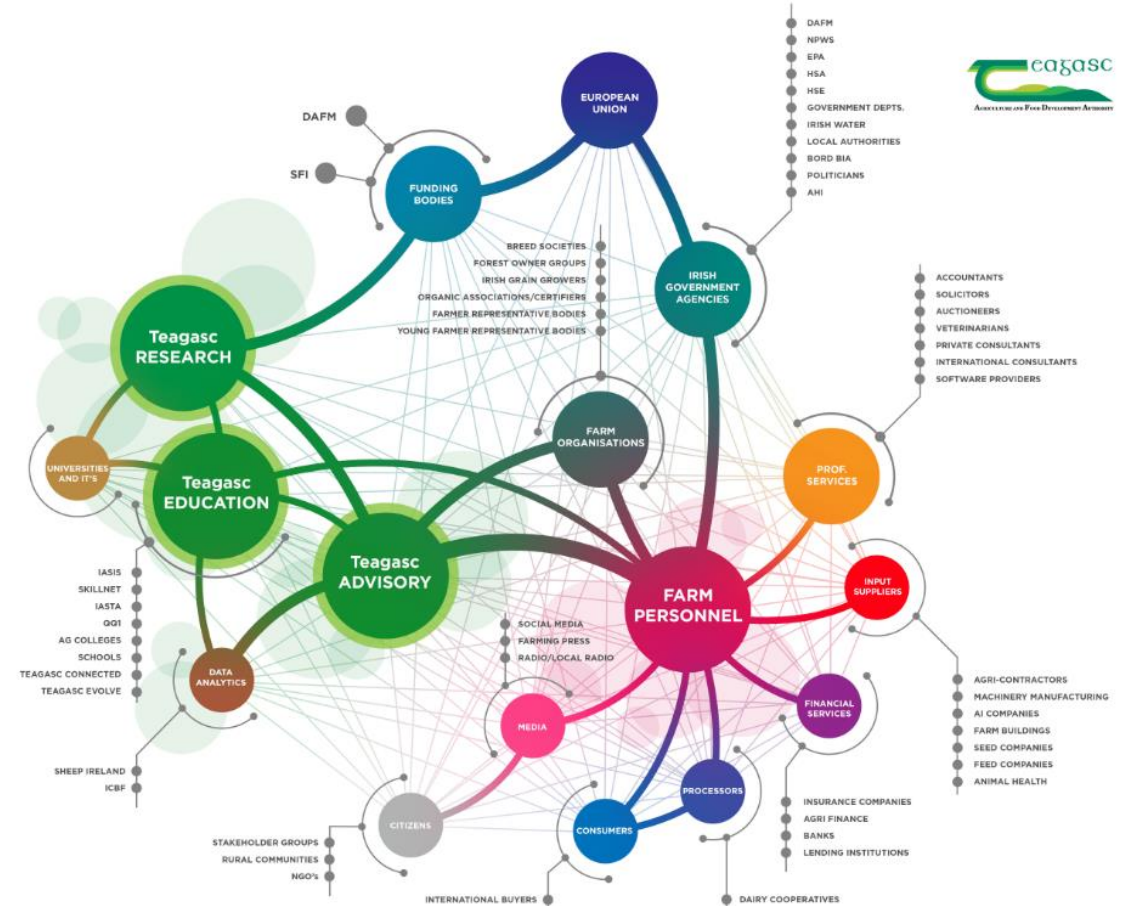 DAFM
NPWS
EPA
HSA
HSE
GOVERNMENT DEPTS.
IRISH WATER
LOCAL AUTHORITIES
BORD BIA
POLITICIANS
AHI
Teagasc
AGRICULTURE AND FOOD DEVELOPMENT AUTHORITY
EUROPEAN
UNION
DAFM
SFI
FUNDING
BODIES
IRISH
GOVERNMENT
AGENCIES
BREED SOCIETIES
FOREST OWNER GROUPS
IRISH GRAIN GROWERS
ORGANIC ASSOCIATIONS/CERTIFIERS
FARMER REPRESENTATIVE BODIES
YOUNG FARMER REPRESENTATIVE BODIES
ACCOUNTANTS
SOLICITORS
AUCTIONEERS
VETERINARIANS
PRIVATE CONSULTANTS
INTERNATIONAL CONSULTANTS
SOFTWARE PROVIDERS
Teagasc
RESEARCH
FARM
ORGANISATIONS
UNIVERSITIES
AND IT'S
Teagasc
EDUCATION
PROF.
SERVICES
Teagasc
ADVISORY
FARM
PERSONNEL
INPUT
SUPPLIERS
IASIS
SKILLNET
IASTA
QQ1
AG COLLEGES
SCHOOLS
TEAGASC CONNECTED
TEAGASC EVOLVE
SOCIAL MEDIA
FARMING PRESS
RADIO/LOCAL RADIO
DATA
ANALYTICS
MEDIA
FINANCIAL
SERVICES
AGRI-CONTRACTORS
MACHINERY MANUFACTURING
AI COMPANIES
FARM BUILDINGS
SEED COMPANIES
FEED COMPANIES
ANIMAL HEALTH
SHEEP IRELAND
ICBF
PROCESSORS
CITIZENS
CONSUMERS
INSURANCE COMPANIES
AGRI FINANCE
BANKS
LENDING INSTITUTIONS
STAKEHOLDER GROUPS
RURAL COMMUNITIES
NGO's
INTERNATIONAL BUYERS
DAIRY COOPERATIVES